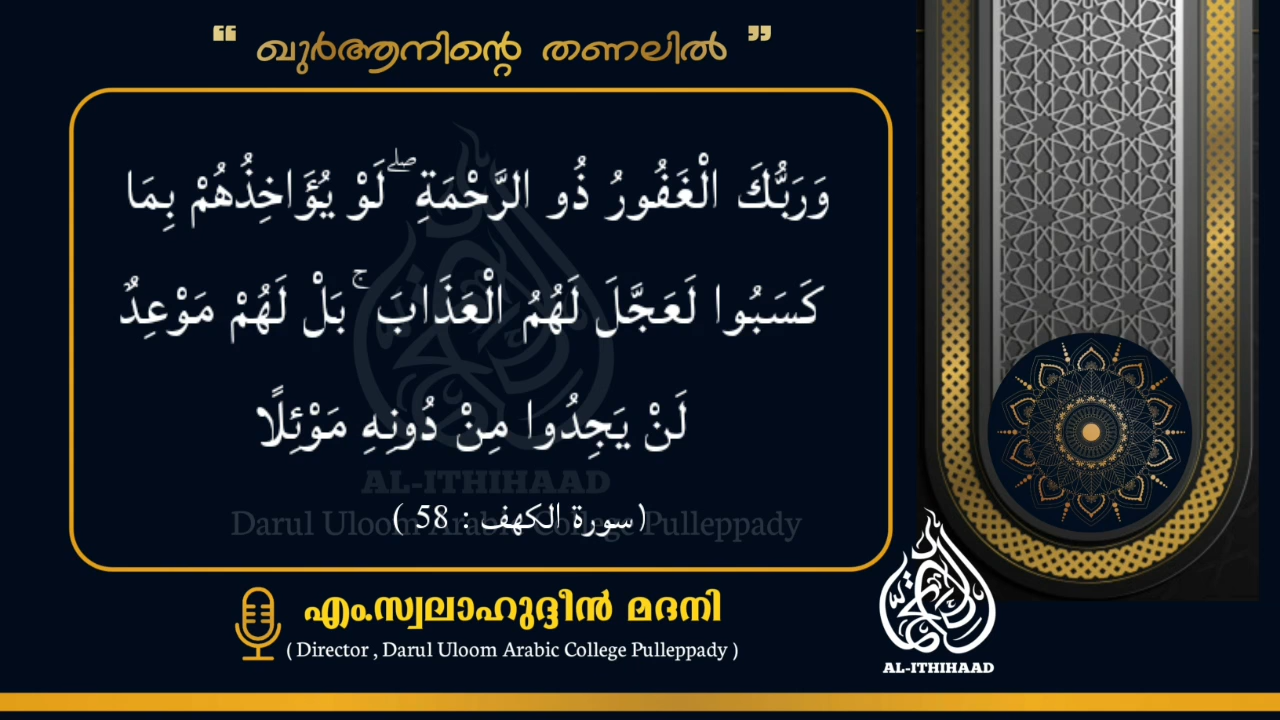 “ ഖുർആനിന്റെ തണലിൽ ”
وَرَبُّكَ الْغَفُورُ ذُو الرَّحْمَةِ ۖ لَوْ يُؤَاخِذُهُمْ بِمَا
كَسَبُوا لَعَجَّلَ لَهُمُ الْعَذَابَ ۚ بَلْ لَهُمْ مَوْعِدٌ
لَنْ يَجِدُوا مِنْ دُونِهِ مَوْئِلًا
AL-ITHIHAAD
(سورة الكهف : 58 )
Darul Uloom Arabic College Pulleppady
എം.സ്വലാഹുദ്ദീൻ മദനി
( Director , Darul Uloom Arabic College Pulleppady )
AL-ITHIHAAD